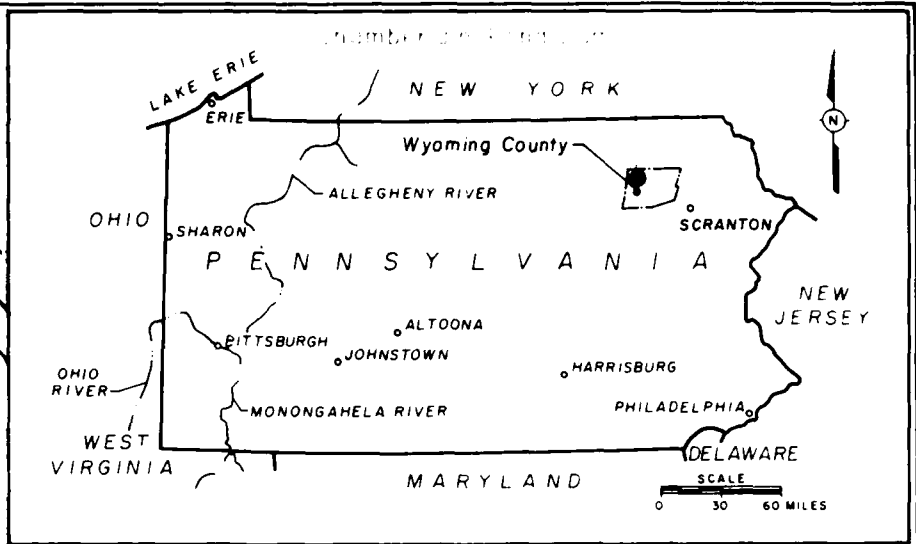 LAKE ERIE
NEW YORK
ERIE
N
Wyoming County
ALLEGHENY RIVER
OHIO
SHARON
SCRANTON
PENNSYLVANIA
NEW
JERSEY
ALTOONA
PITTSBURGH
JOHNSTOWN
HARRISBURG
OHIO
RIVER
MONONGAHELA RIVER
PHILADELPHIA
WEST
VIRGINIA
DELAWARE
MARYLAND
SCALE
0 30 60 MILES